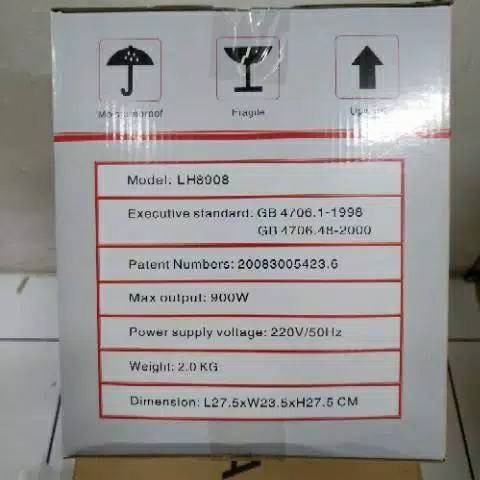 Moistureproof
Fragile
Model: LH8908
Executive standard: GB 4706.1-1998
GB 4706.48-2000
Patent Numbers: 20083005423.6
Max output: 900W
Power supply voltage: 220V/50Hz
Weight: 2.0 KG
Dimension: L27.5xW23.5xH27.5 CM